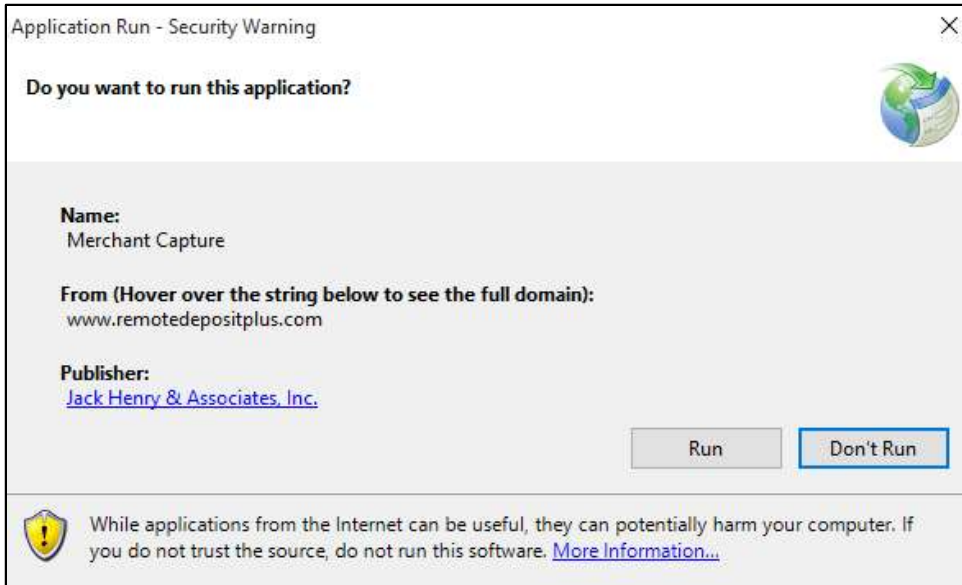 Application Run - Security Warning
Do you want to run this application?
Name:
Merchant Capture
From (Hover over the string below to see the full domain):
www.remotedepositplus.com
Publisher:
Jack Henry & Associates, Inc.
Run Don't Run
While applications from the Internet can be useful, they can potentially harm your computer. If
you do not trust the source, do not run this software. More Information...